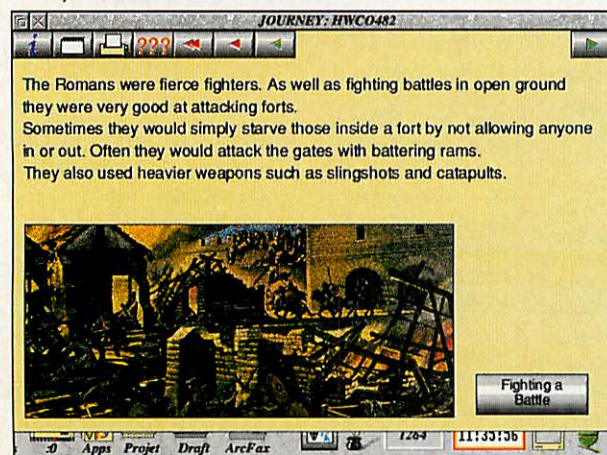 JOURNEY: HWCO482
i ???
The Romans were fierce fighters. As well as fighting battles in open ground
they were very good at attacking forts.
Sometimes they would simply starve those inside a fort by not allowing anyone
in or out. Often they would attack the gates with battering rams.
They also used heavier weapons such as slingshots and catapults.
Fighting a
Battle
:0 Apps Projet Draft ArcFax 1264 11:35:56